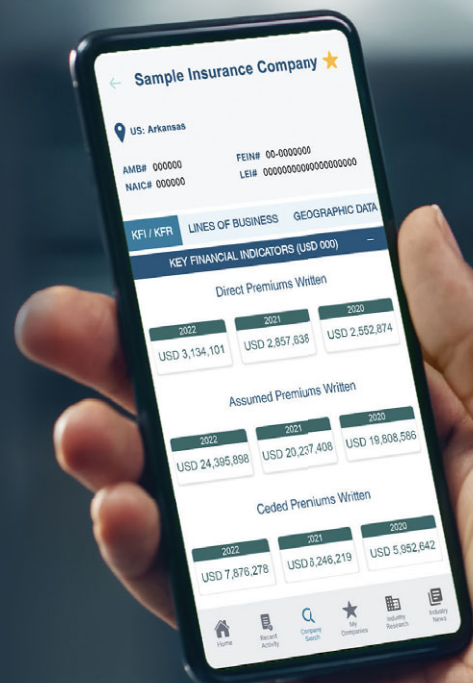 Sample Insurance Company
US: Arkansas
AMB# 000000 FEIN# 00-0000000
NAIC# 000000 LEI# 00000000000000000000
KFI / KFR LINES OF BUSINESS GEOGRAPHIC DATA
KEY FINANCIAL INDICATORS (USD 000) –
Direct Premiums Written
2022 2021 2020
USD 3,134,101 USD 2,857,638 USD 2,552,874
Assumed Premiums Written
2022 2021 2020
USD 24,395,898 USD 20,237,408 USD 19,808,586
Ceded Premiums Written
2022 2021 2020
USD 7,876,278 USD 8,246,219 USD 5,952,642
Home Recent Activity Company Search My Companies Industry Research Industry News